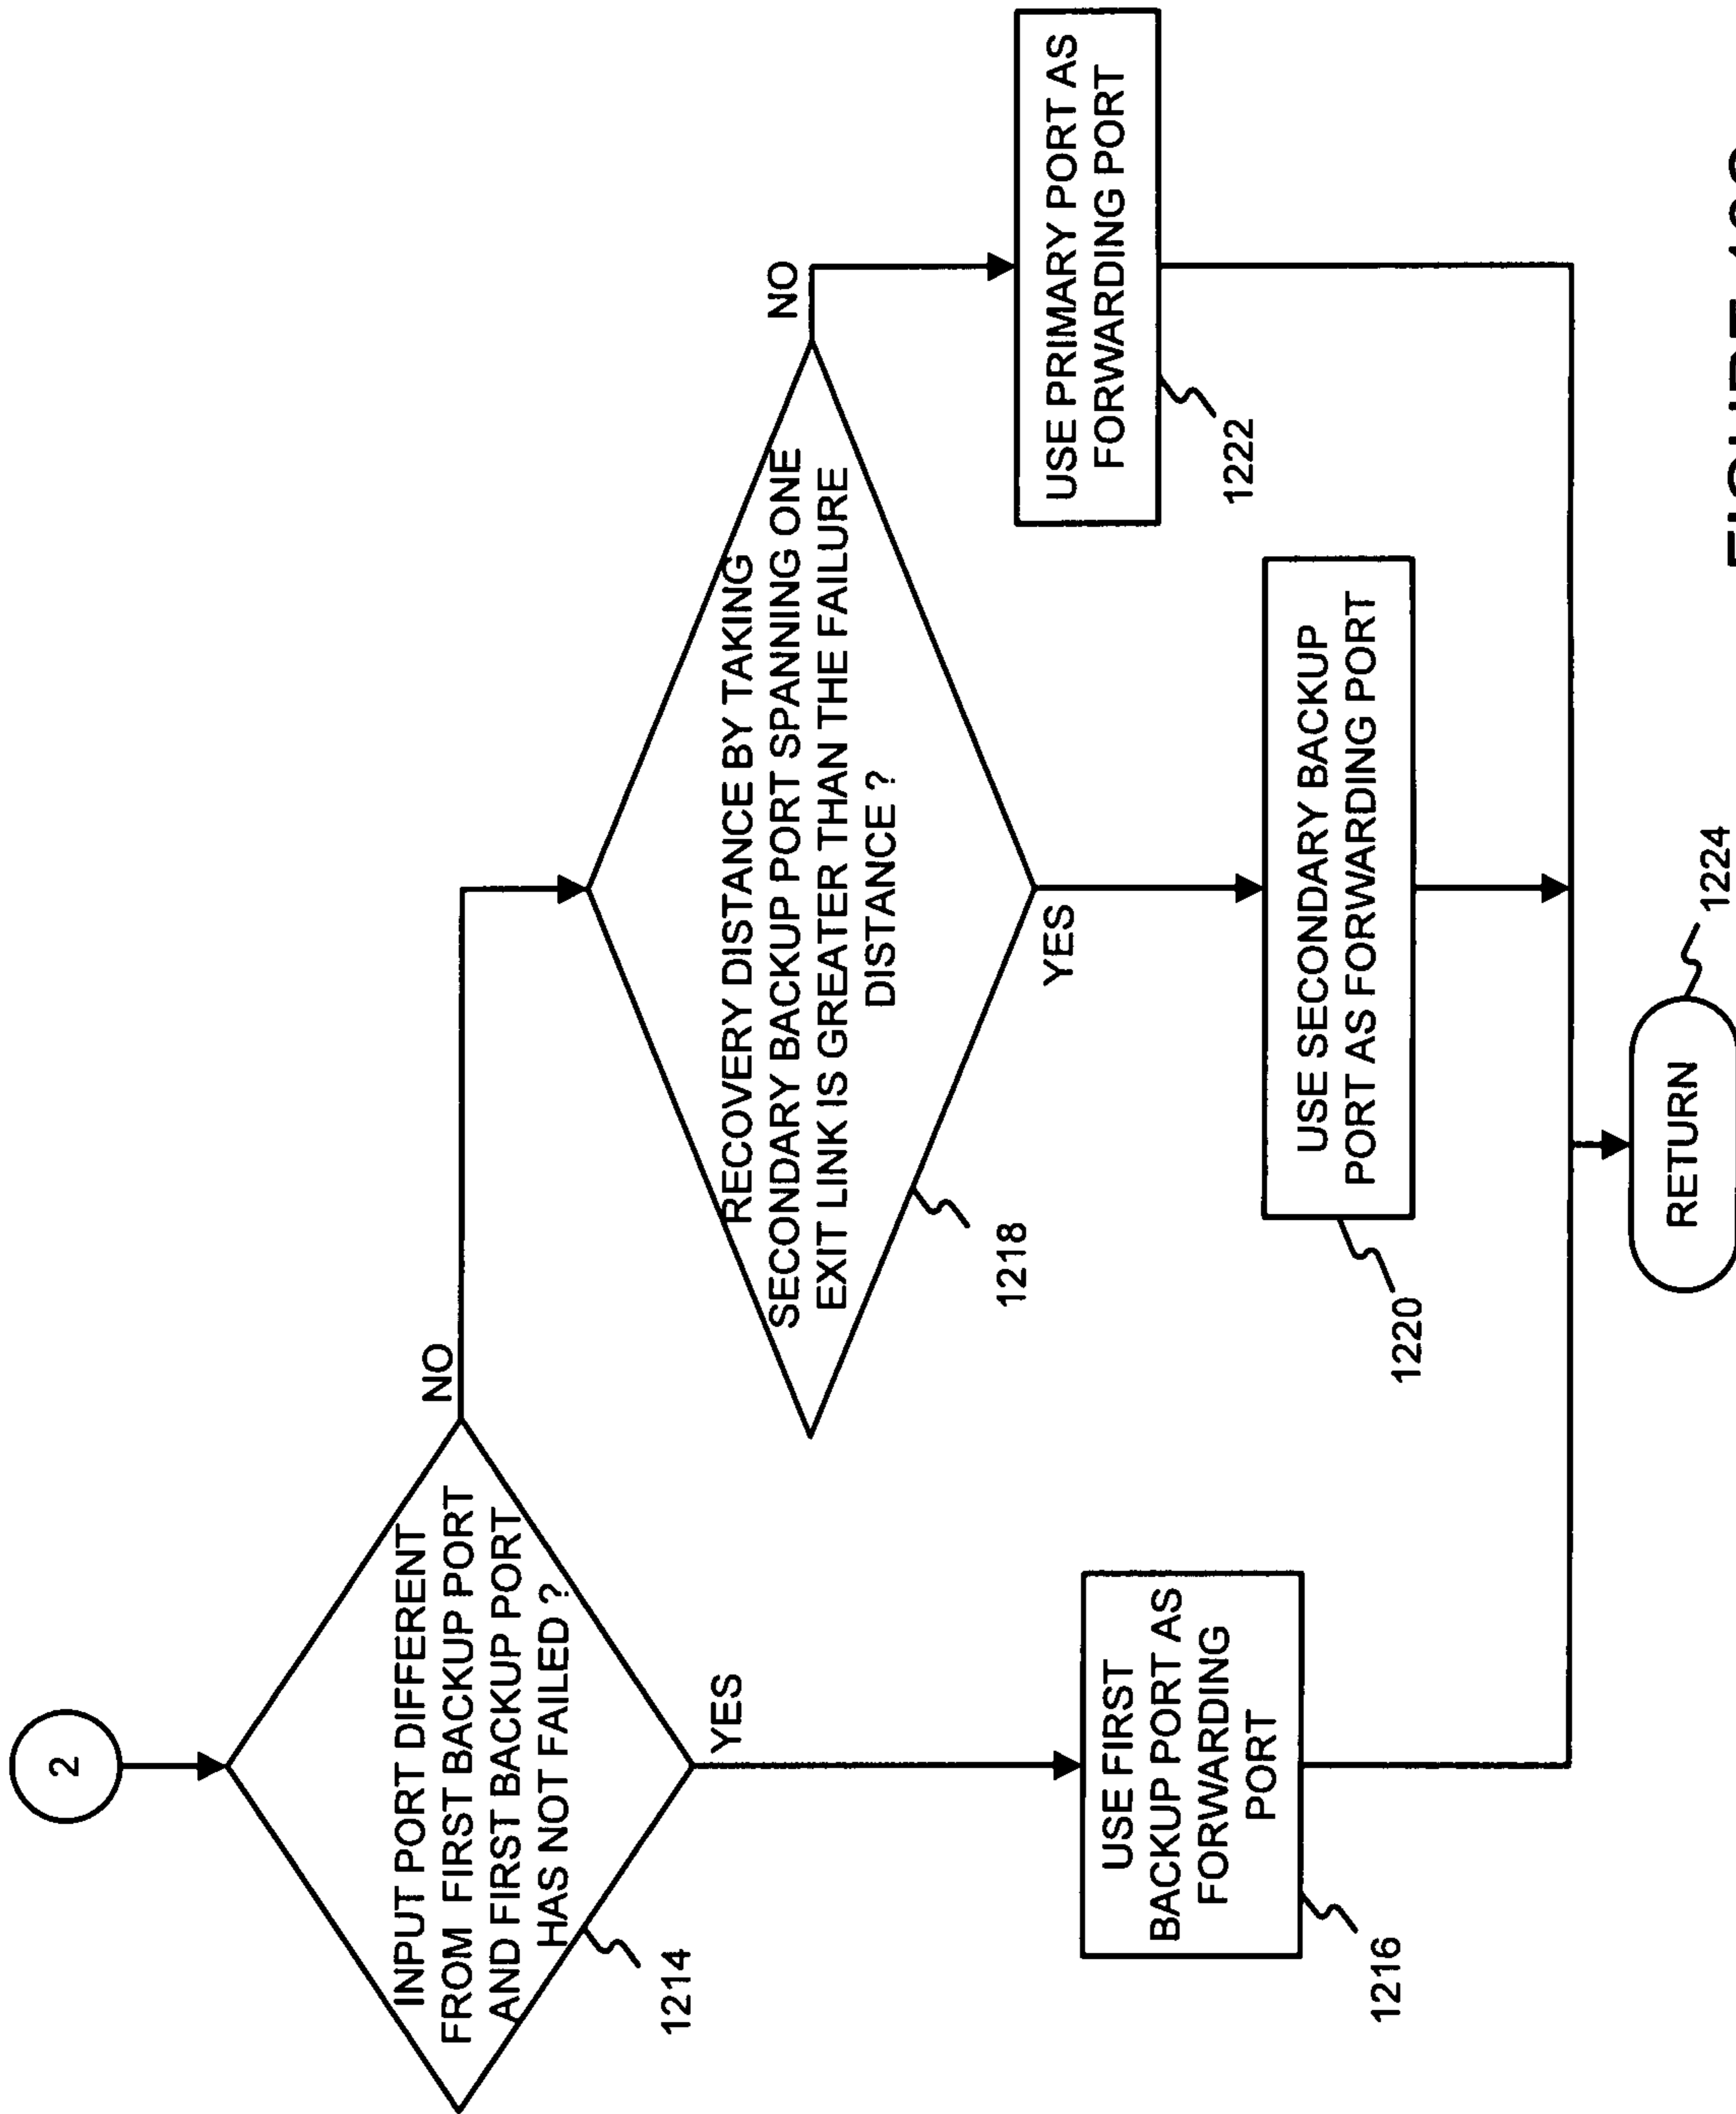 2
INPUT PORT DIFFERENT
FROM FIRST BACKUP PORT
AND FIRST BACKUP PORT
HAS NOT FAILED ?
1214
NO
YES
RECOVERY DISTANCE BY TAKING
SECONDARY BACKUP PORT SPANNING ONE
EXIT LINK IS GREATER THAN THE FAILURE
DISTANCE ?
1218
NO
YES
USE FIRST
BACKUP PORT AS
FORWARDING
PORT
1216
USE SECONDARY BACKUP
PORT AS FORWARDING PORT
1220
USE PRIMARY PORT AS
FORWARDING PORT
1222
RETURN
1224